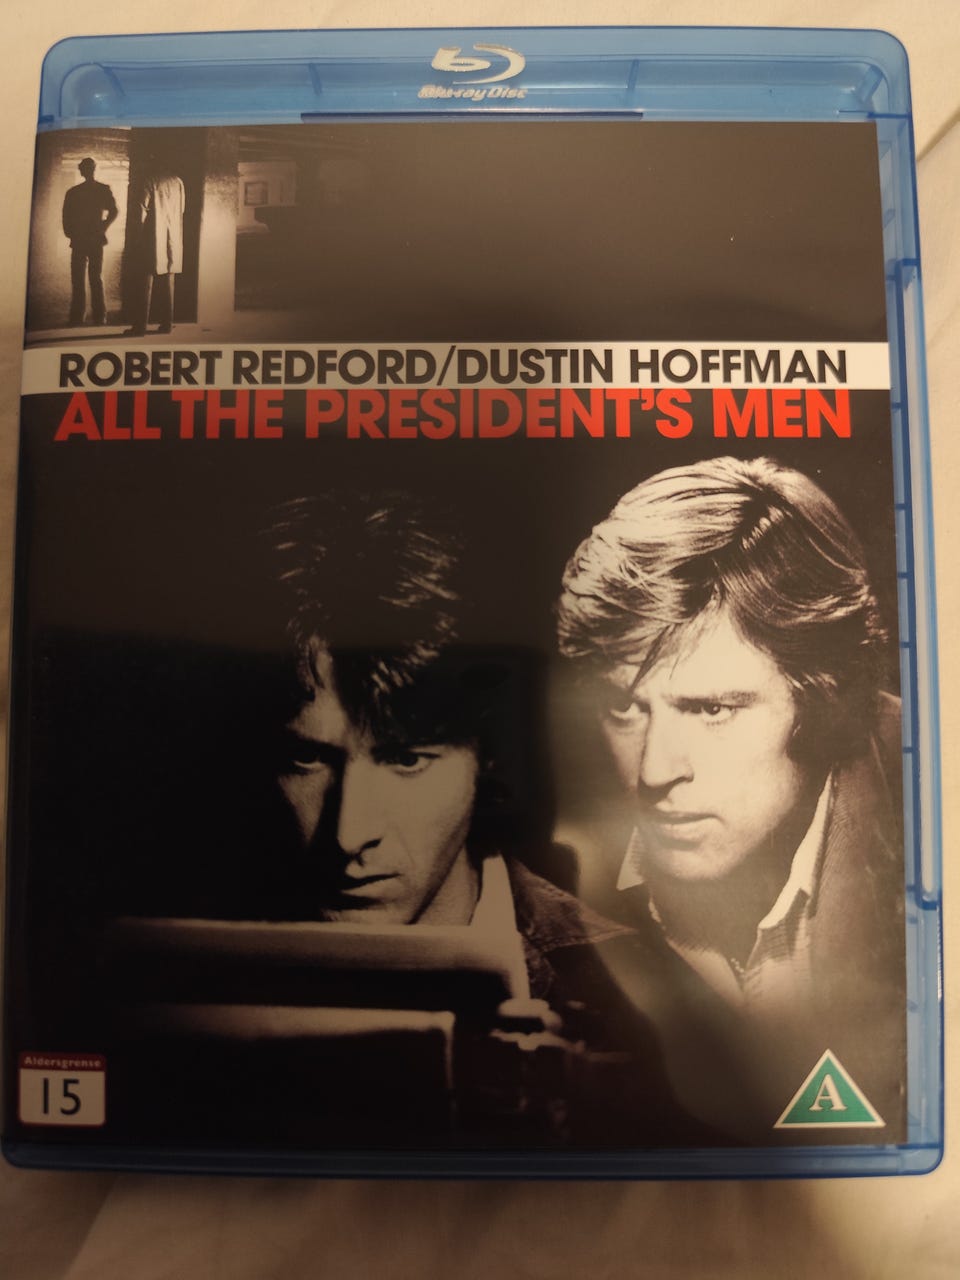 Blu-ray Disc
ROBERT REDFORD/DUSTIN HOFFMAN
ALL THE PRESIDENT'S MEN
Aldersgrense
15
A